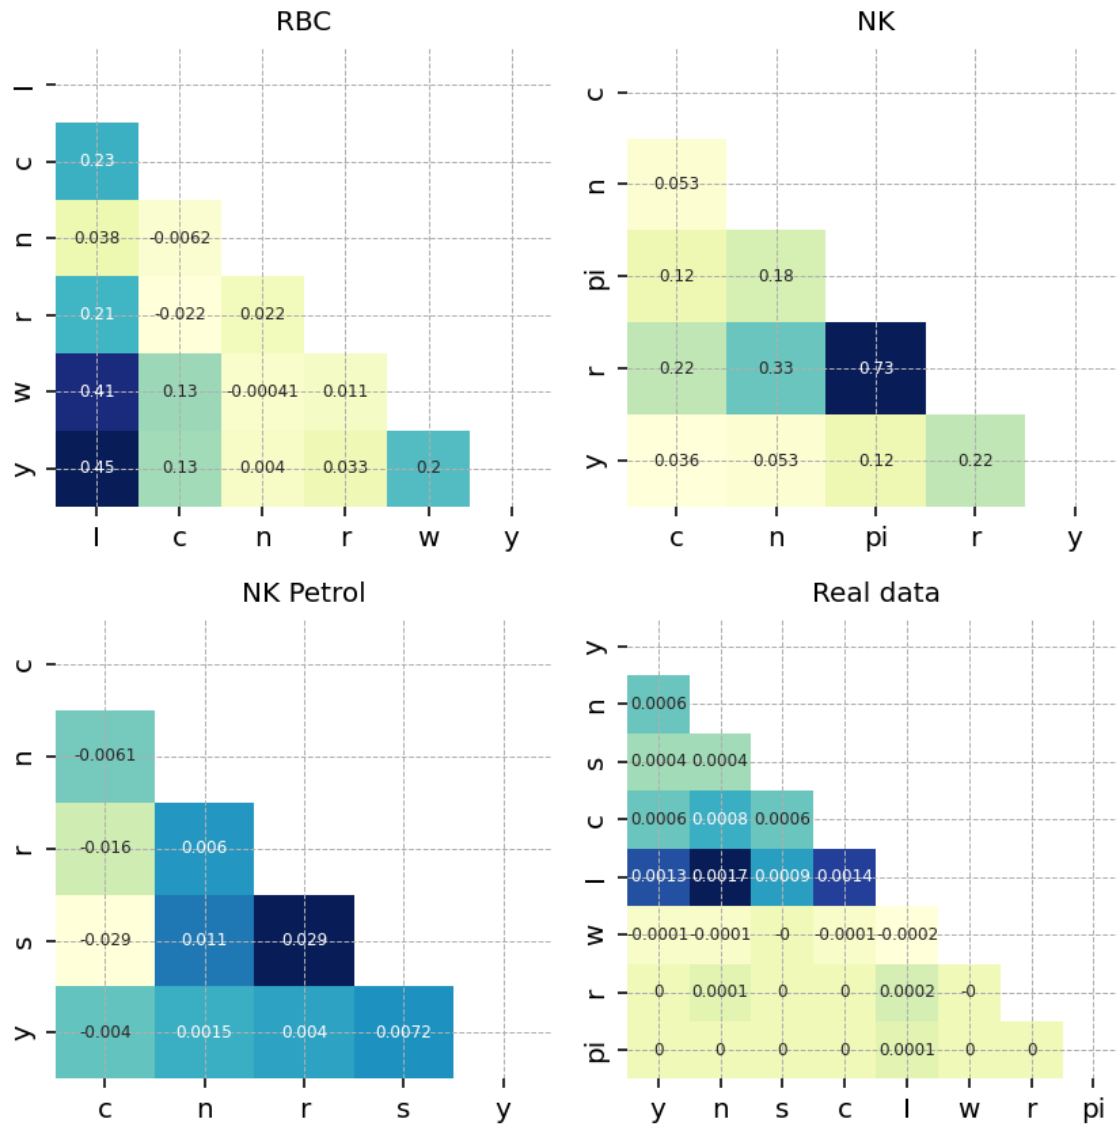 RBC
I
c 0.23
n 0.038 -0.0062
r 0.21 -0.022 0.022
w 0.41 0.13 -0.00041 0.011
y 0.45 0.13 0.004 0.033 0.2
I c n r w y
NK
c
n 0.053
pi 0.12 0.18
r 0.22 0.33 0.73
y 0.036 0.053 0.12 0.22
c n pi r y
NK Petrol
c
n -0.0061
r -0.016 0.006
s -0.029 0.011 0.029
y -0.004 0.0015 0.004 0.0072
c n r s y
Real data
y
n 0.0006
s 0.0004 0.0004
c 0.0006 0.0008 0.0006
I 0.0013 0.0017 0.0009 0.0014
w -0.0001 -0.0001 -0 -0.0001 -0.0002
r 0 0.0001 0 0 0.0002 -0
pi 0 0 0 0 0.0001 0 0
y n s c I w r pi